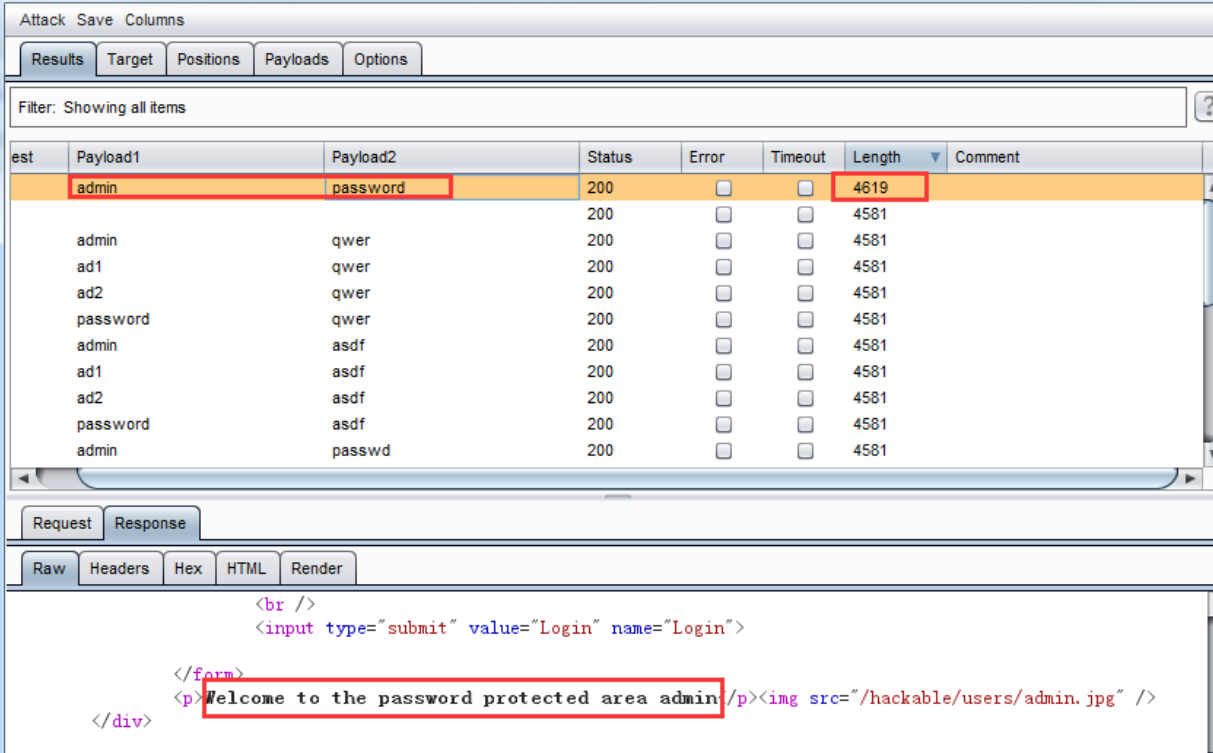 Attack Save Columns
Results Target Positions Payloads Options
Filter: Showing all items ?
est Payload1 Payload2 Status Error Timeout Length Comment
admin password 200 4619
200 4581
admin qwer 200 4581
ad1 qwer 200 4581
ad2 qwer 200 4581
password qwer 200 4581
admin asdf 200 4581
ad1 asdf 200 4581
ad2 asdf 200 4581
password asdf 200 4581
admin passwd 200 4581
Request Response
Raw Headers Hex HTML Render
<br />
<input type="submit" value="Login" name="Login">
</form>
<p>Welcome to the password protected area admin</p><img src="/hackable/users/admin.jpg" />
</div>